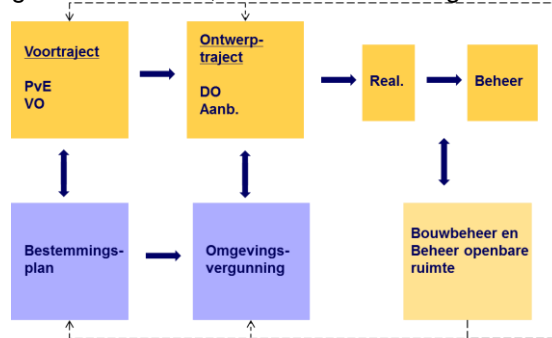 Voortraject
PvE
VO
Ontwerp-
traject
DO
Aanb.
Real.
Beheer
Bestemmings-
plan
Omgevings-
vergunning
Bouwbeheer en
Beheer openbare
ruimte